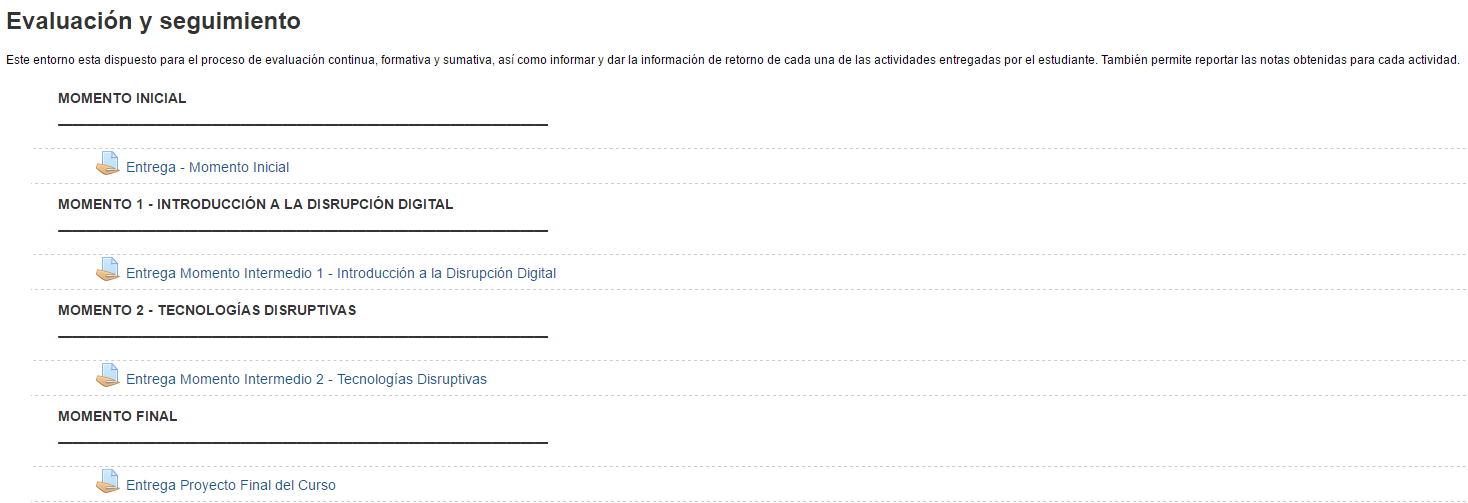 Evaluación y seguimiento
Este entorno esta dispuesto para el proceso de evaluación continua, formativa y sumativa, así como informar y dar la información de retorno de cada una de las actividades entregadas por el estudiante. También permite reportar las notas obtenidas para cada actividad.
MOMENTO INICIAL
Entrega - Momento Inicial
MOMENTO 1 - INTRODUCCIÓN A LA DISRUPCIÓN DIGITAL
Entrega Momento Intermedio 1 - Introducción a la Disrupción Digital
MOMENTO 2 - TECNOLOGÍAS DISRUPTIVAS
Entrega Momento Intermedio 2 - Tecnologías Disruptivas
MOMENTO FINAL
Entrega Proyecto Final del Curso